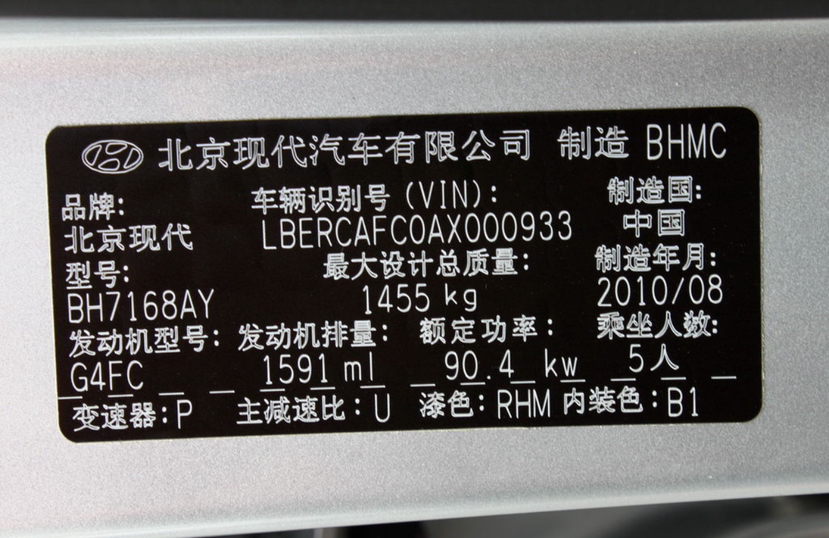 北京现代汽车有限公司 制造 BHMC
品牌: 车辆识别号 (VIN): 制造国:
北京现代 LBERCAFC0AX000933 中国
型号: 最大设计总质量: 制造年月:
BH7168AY 1455 kg 2010/08
发动机型号: 发动机排量: 额定功率: 乘坐人数:
G4FC 1591 ml 90.4 kw 5人
变速器:P 主减速比:U 漆色:RHM 内装色:B1